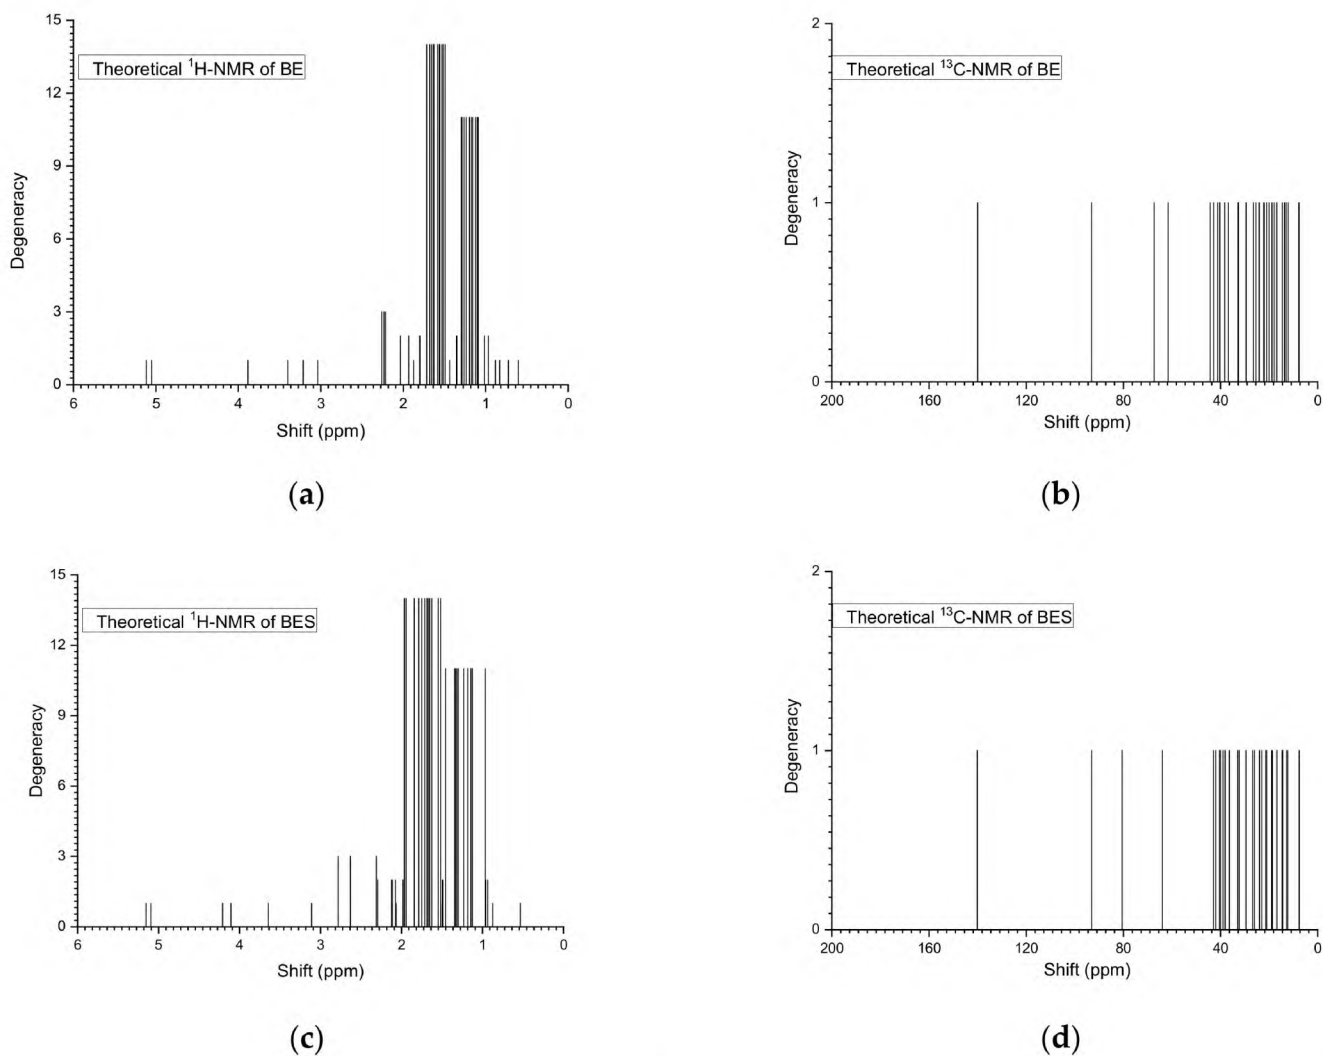 Theoretical ¹H-NMR of BE
15
12
9
6
3
0
Degeneracy
6 5 4 3 2 1 0
Shift (ppm)
(a)
Theoretical ¹³C-NMR of BE
2
1
0
Degeneracy
200 160 120 80 40 0
Shift (ppm)
(b)
Theoretical ¹H-NMR of BES
15
12
9
6
3
0
Degeneracy
6 5 4 3 2 1 0
Shift (ppm)
(c)
Theoretical ¹³C-NMR of BES
2
1
0
Degeneracy
200 160 120 80 40 0
Shift (ppm)
(d)